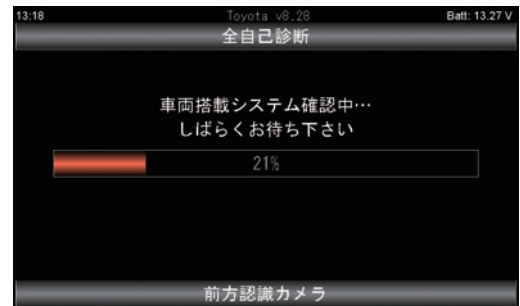 13:18 Toyota v8.28 Batt: 13.27 V
全自己診断
車両搭載システム確認中…
しばらくお待ち下さい
21%
前方認識カメラ